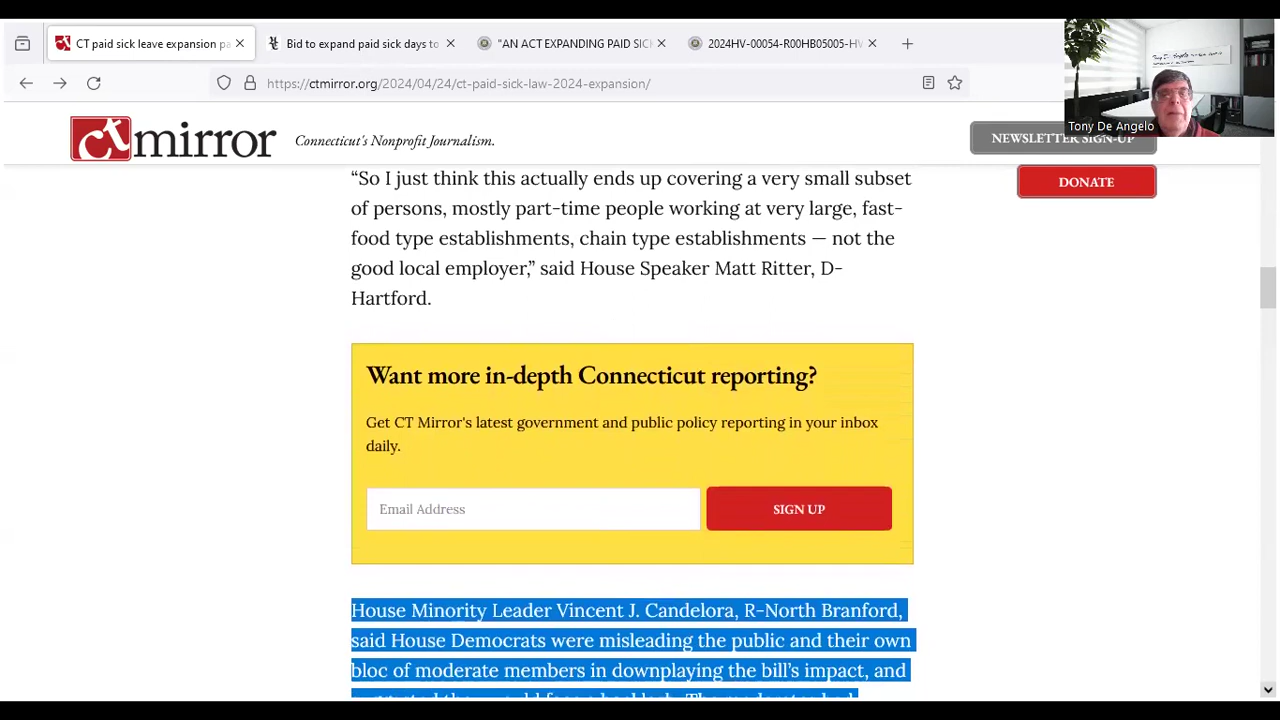 CT paid sick leave expansion pa
Bid to expand paid sick days to
"AN ACT EXPANDING PAID SICK
2024HV-00054-R00HB05005-HV
https://ctmirror.org/2024/04/24/ct-paid-sick-law-2024-expansion/
Tony De Angelo
ct mirror
Connecticut's Nonprofit Journalism.
NEWSLETTER SIGN-UP
DONATE
“So I just think this actually ends up covering a very small subset
of persons, mostly part-time people working at very large, fast-
food type establishments, chain type establishments — not the
good local employer,” said House Speaker Matt Ritter, D-
Hartford.
Want more in-depth Connecticut reporting?
Get CT Mirror's latest government and public policy reporting in your inbox
daily.
Email Address
SIGN UP
House Minority Leader Vincent J. Candelora, R-North Branford,
said House Democrats were misleading the public and their own
bloc of moderate members in downplaying the bill’s impact, and